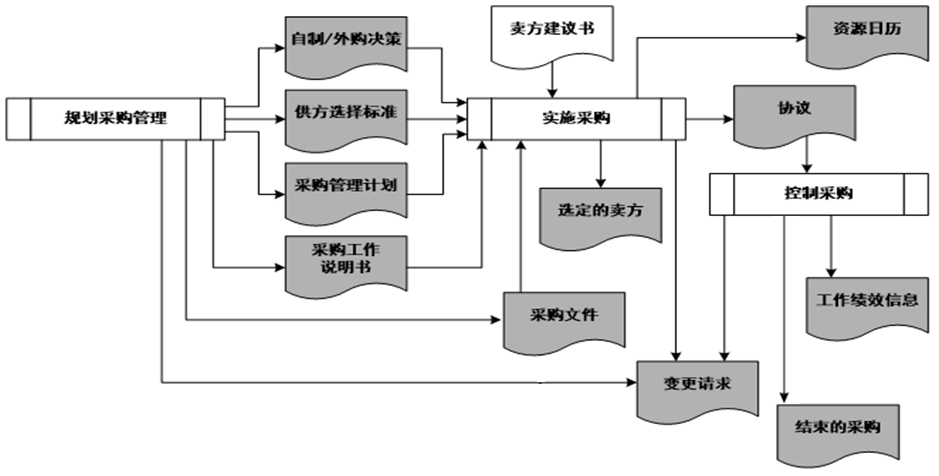 自制/外购决策
卖方建议书
资源日历
规划采购管理
供方选择标准
实施采购
协议
采购管理计划
选定的卖方
控制采购
采购工作
说明书
采购文件
工作绩效信息
变更请求
结束的采购